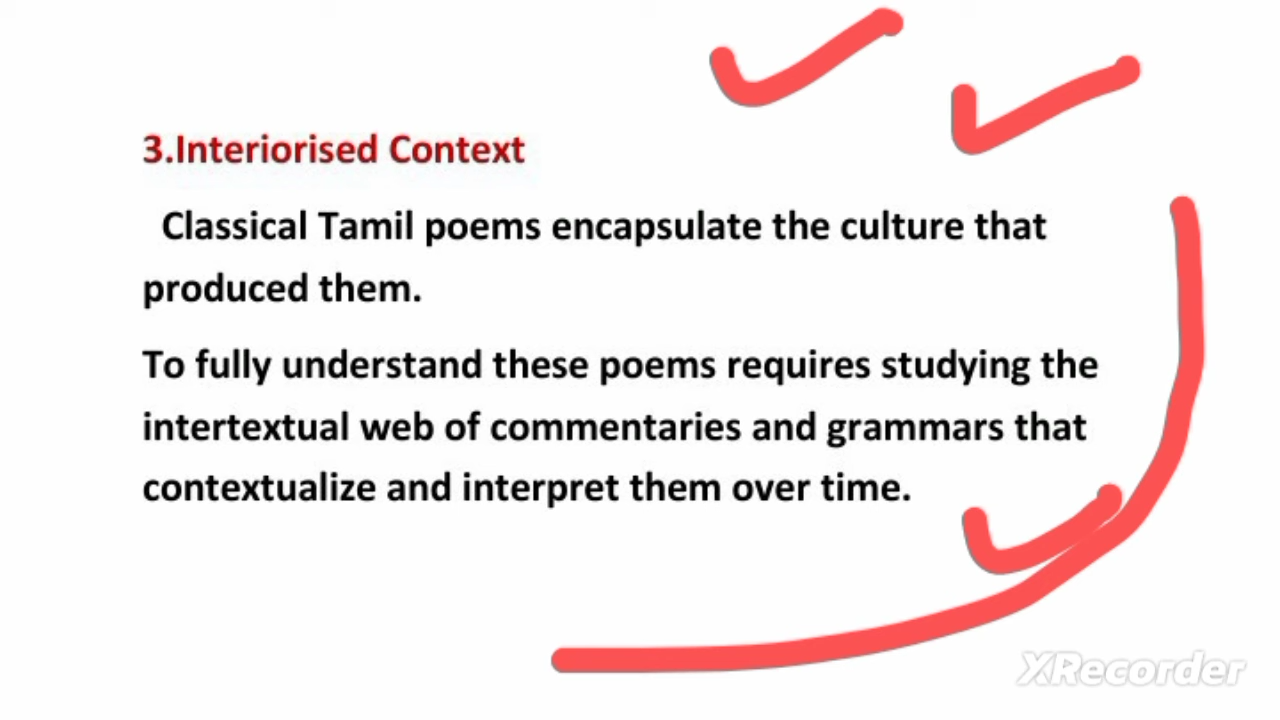 3.Interiorised Context
Classical Tamil poems encapsulate the culture that
produced them.
To fully understand these poems requires studying the
intertextual web of commentaries and grammars that
contextualize and interpret them over time.
XRecorder